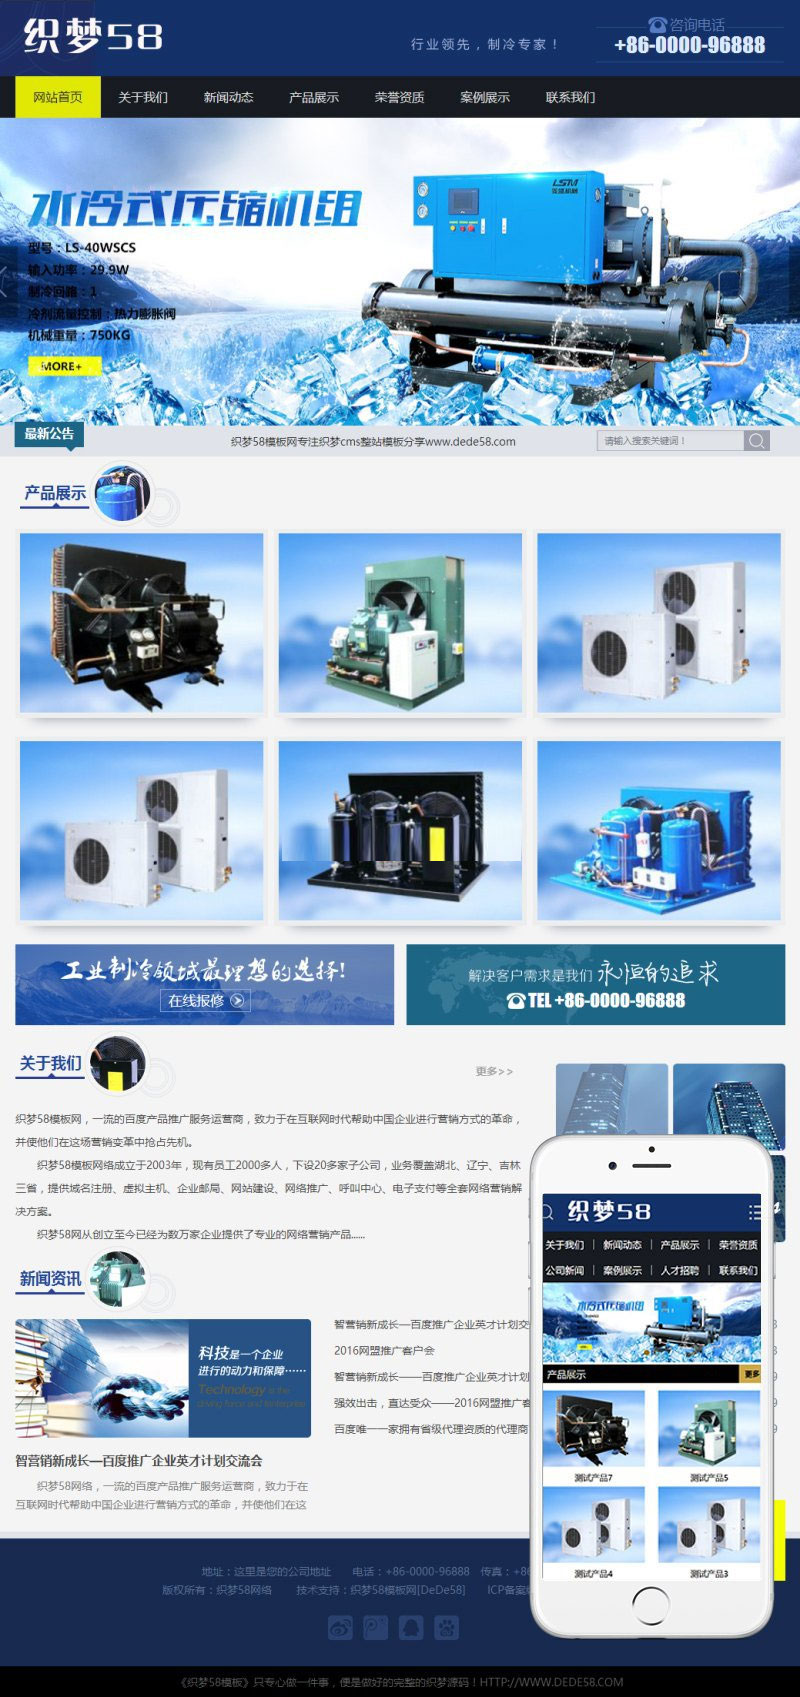 织梦58
行业领先，制冷专家！
咨询电话
+86-0000-96888
网站首页 关于我们 新闻动态 产品展示 荣誉资质 案例展示 联系我们
水冷式压缩机组
LSM
型号：LS-40WSCS
输入功率：29.9W
制冷回路：1
冷剂流量控制：热力膨胀阀
机械重量：750KG
MORE+
最新公告
织梦58模板网专注织梦cms整站模板分享www.dede58.com
请输入搜索关键词！
产品展示
工业制冷领域最理想的选择!
在线报修
解决客户需求是我们 永恒的追求
TEL +86-0000-96888
关于我们
更多>>
织梦58模板网，一流的百度产品推广服务运营商，致力于在互联网时代帮助中国企业进行营销方式的革命，
并使他们在这场营销变革中抢占先机。
织梦58模板网络成立于2003年，现有员工2000多人，下设20多家子公司，业务覆盖湖北、辽宁、吉林
三省，提供域名注册、虚拟主机、企业邮局、网站建设、网络推广、呼叫中心、电子支付等全套网络营销解
决方案。
织梦58网从创立至今已经为数万家企业提供了专业的网络营销产品......
新闻资讯
科技是一个企业
进行的动力和保障······
Technology is the
driving force and enterprise
智营销新成长—百度推广企业英才计划交流会
织梦58网络，一流的百度产品推广服务运营商，致力于在
互联网时代帮助中国企业进行营销方式的革命，并使他们在这
智营销新成长—百度推广企业英才计划交
2016网盟推广客户会
智营销新成长——百度推广企业英才计划
强效出击，直达受众——2016网盟推广客
百度唯一一家拥有省级代理资质的代理商
织梦58
关于我们 | 新闻动态 | 产品展示 | 荣誉资质
公司新闻 | 案例展示 | 人才招聘 | 联系我们
水冷式压缩机组
产品展示
更多
测试产品7
测试产品5
测试产品4
测试产品3
地址：这里是您的公司地址 电话：+86-0000-96888 传真：+86
版权所有：织梦58网络 技术支持：织梦58模板网[DeDe58] ICP备案
《织梦58模板》只专心做一件事，便是做好的完整的织梦源码！HTTP://WWW.DEDE58.COM